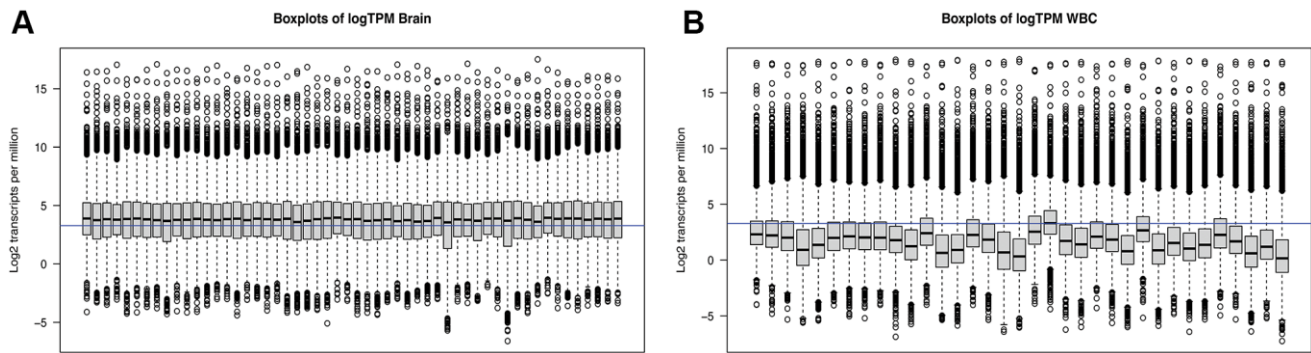 A
Boxplots of logTPM Brain
Log2 transcripts per million
15
10
5
0
−5
B
Boxplots of logTPM WBC
Log2 transcripts per million
15
10
5
0
−5